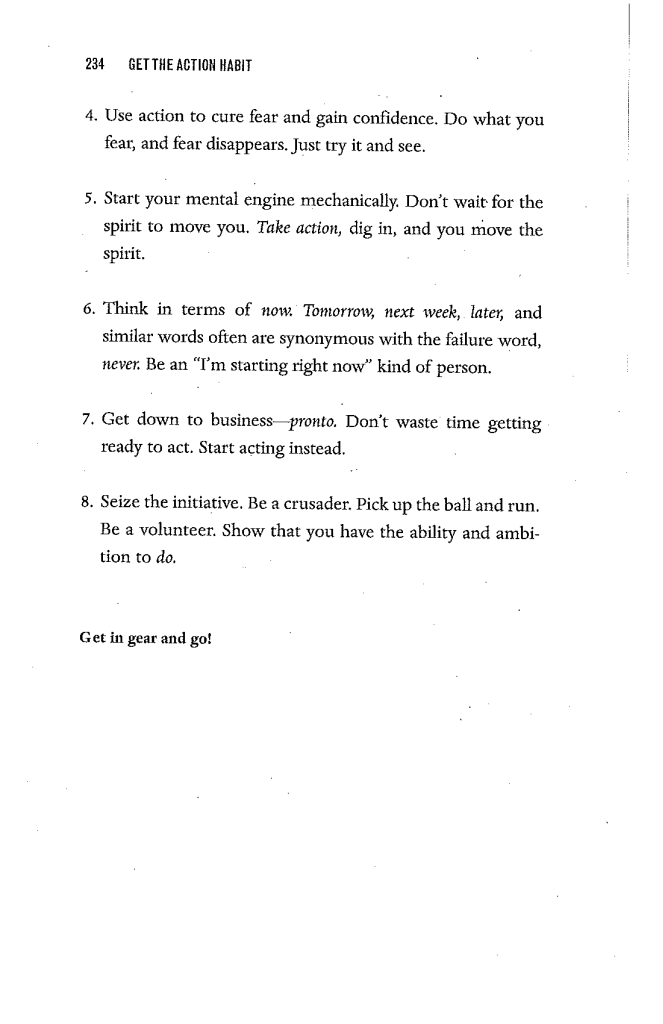 234 GET THE ACTION HABIT
4. Use action to cure fear and gain confidence. Do what you
fear, and fear disappears. Just try it and see.
5. Start your mental engine mechanically. Don't wait for the
spirit to move you. Take action, dig in, and you move the
spirit.
6. Think in terms of now. Tomorrow, next week, later, and
similar words often are synonymous with the failure word,
never. Be an "I'm starting right now" kind of person.
7. Get down to business—pronto. Don't waste time getting
ready to act. Start acting instead.
8. Seize the initiative. Be a crusader. Pick up the ball and run.
Be a volunteer. Show that you have the ability and ambi-
tion to do.
Get in gear and go!